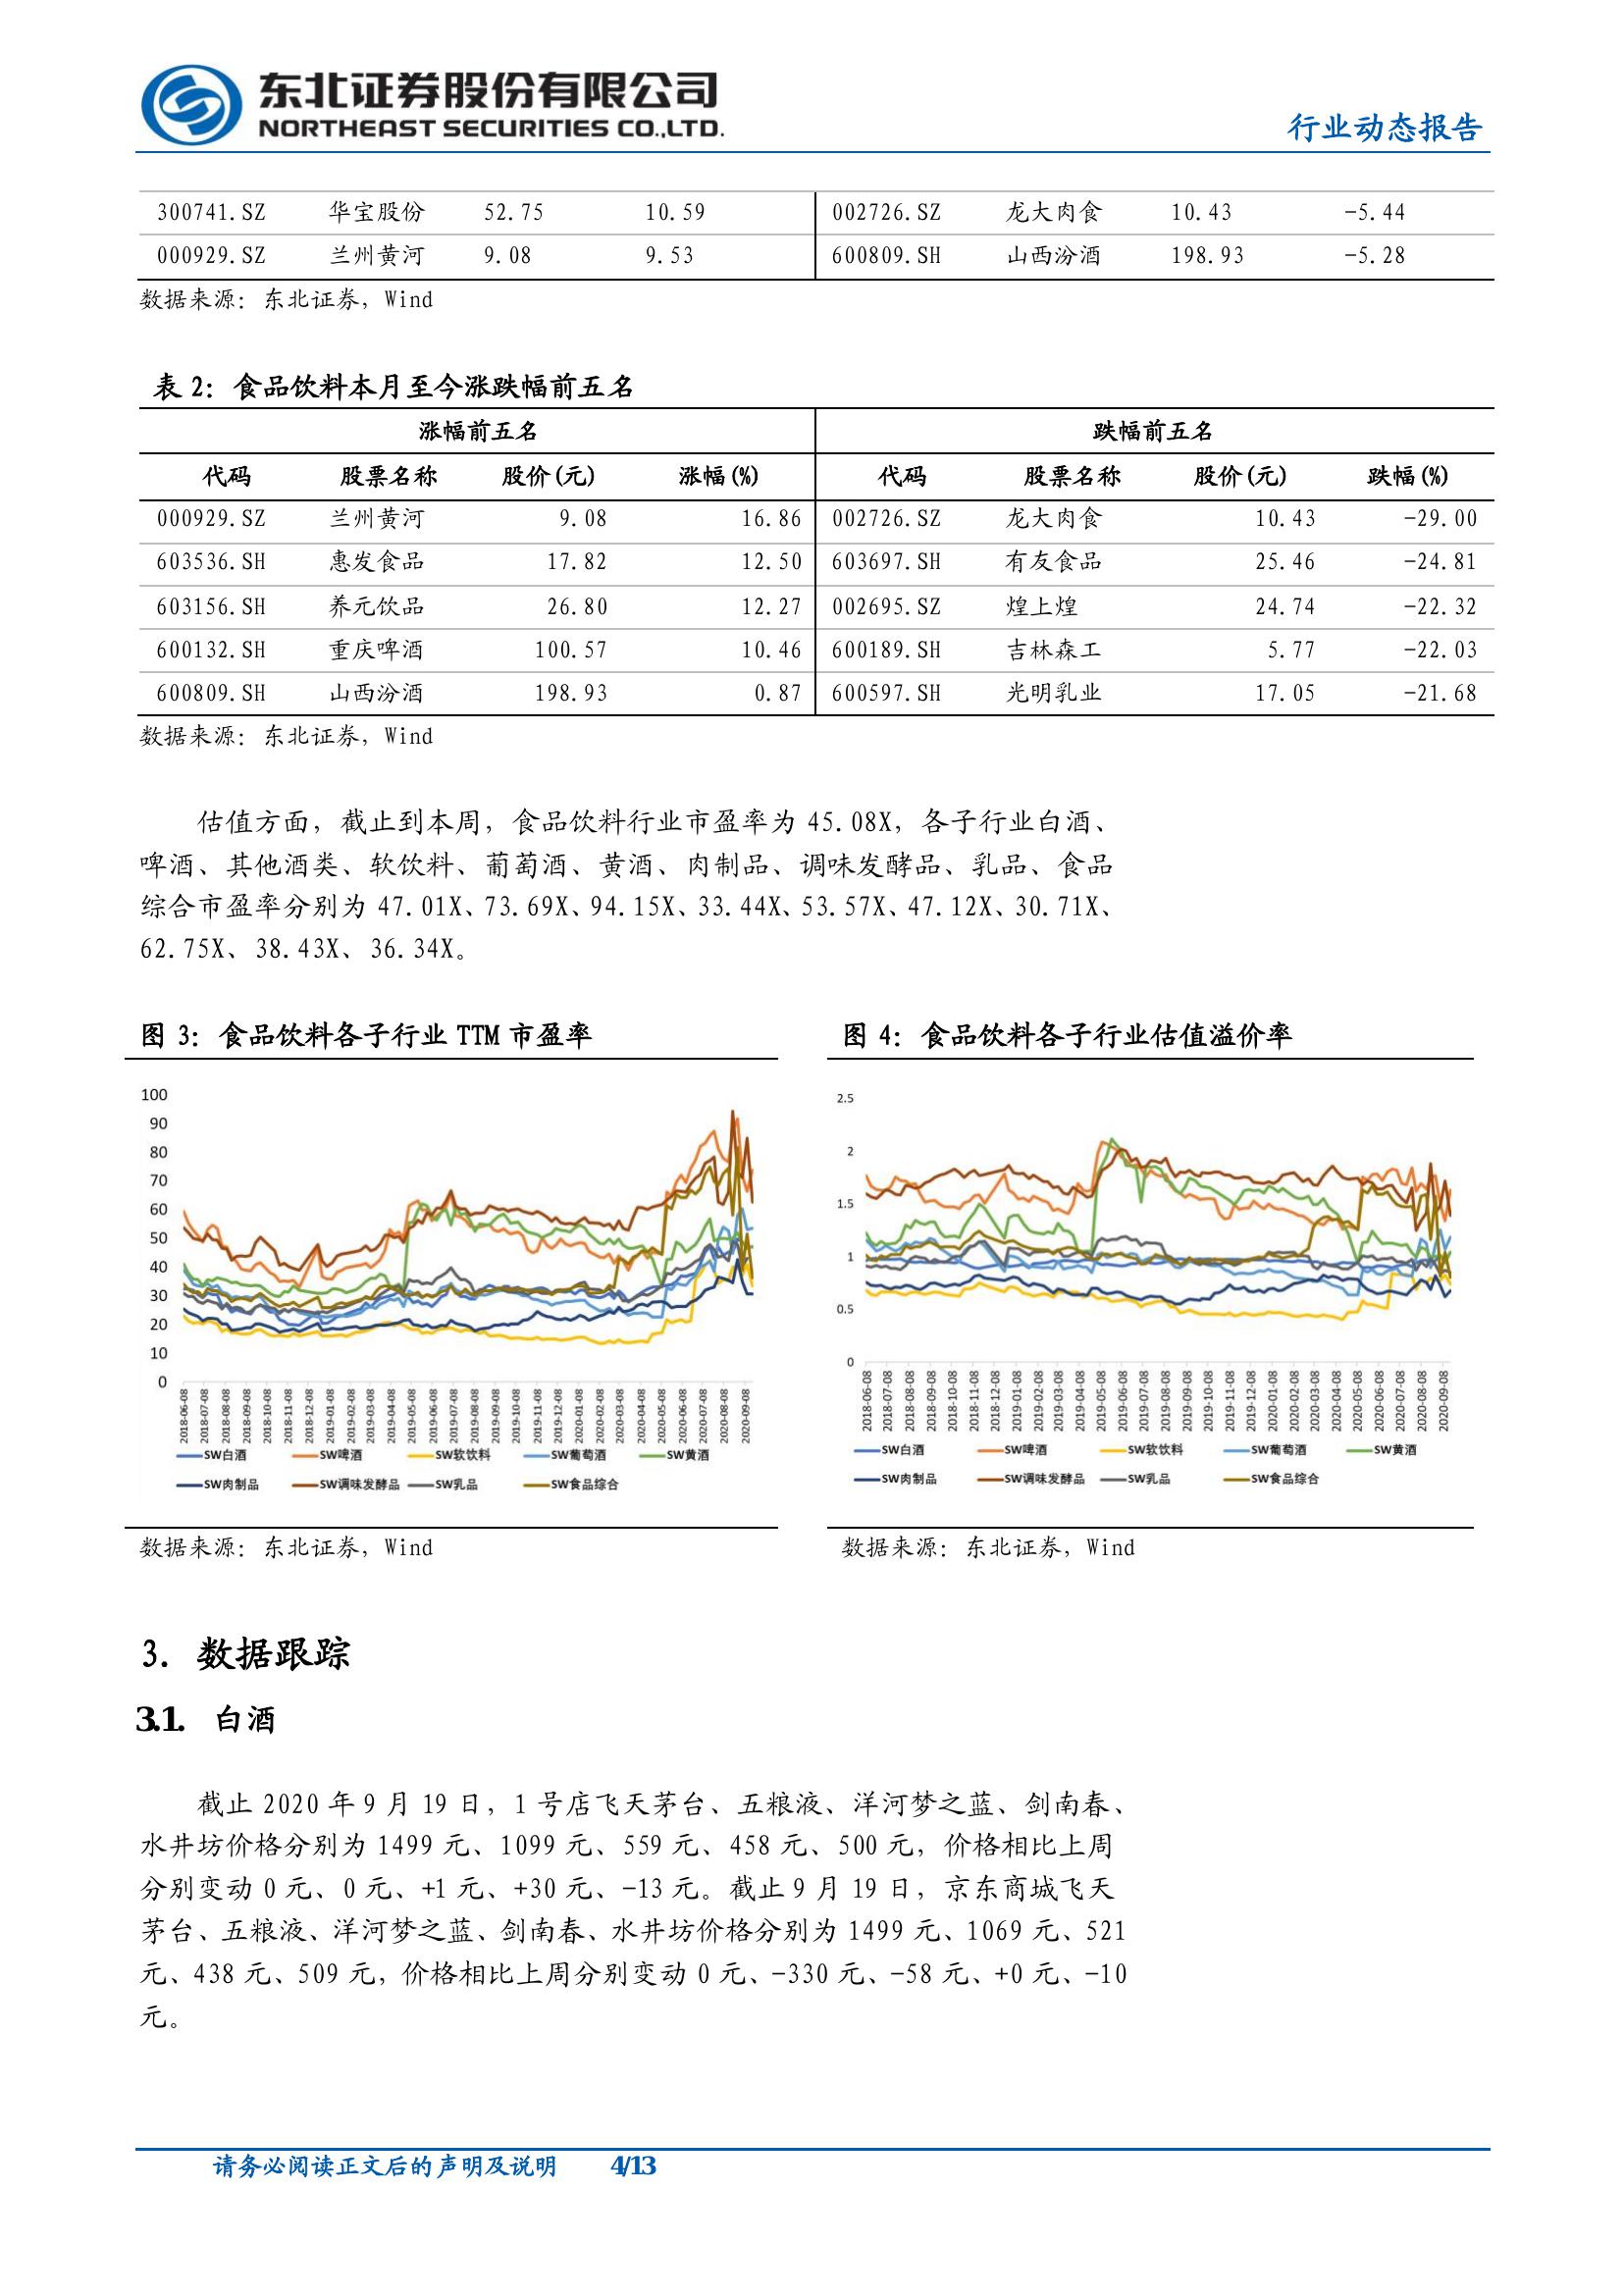 东北证券股份有限公司
NORTHEAST SECURITIES CO.,LTD.
行业动态报告
300741.SZ 华宝股份 52.75 10.59 002726.SZ 龙大肉食 10.43 -5.44
000929.SZ 兰州黄河 9.08 9.53 600809.SH 山西汾酒 198.93 -5.28
数据来源：东北证券，Wind
表 2：食品饮料本月至今涨跌幅前五名
涨幅前五名 跌幅前五名
代码 股票名称 股价(元) 涨幅(%) 代码 股票名称 股价(元) 跌幅(%)
000929.SZ 兰州黄河 9.08 16.86 002726.SZ 龙大肉食 10.43 -29.00
603536.SH 惠发食品 17.82 12.50 603697.SH 有友食品 25.46 -24.81
603156.SH 养元饮品 26.80 12.27 002695.SZ 煌上煌 24.74 -22.32
600132.SH 重庆啤酒 100.57 10.46 600189.SH 吉林森工 5.77 -22.03
600809.SH 山西汾酒 198.93 0.87 600597.SH 光明乳业 17.05 -21.68
数据来源：东北证券，Wind
估值方面，截止到本周，食品饮料行业市盈率为 45.08X，各子行业白酒、
啤酒、其他酒类、软饮料、葡萄酒、黄酒、肉制品、调味发酵品、乳品、食品
综合市盈率分别为 47.01X、73.69X、94.15X、33.44X、53.57X、47.12X、30.71X、
62.75X、38.43X、36.34X。
图 3：食品饮料各子行业 TTM 市盈率
100
90
80
70
60
50
40
30
20
10
0
2018-06-08 2018-07-08 2018-08-08 2018-09-08 2018-10-08 2018-11-08 2018-12-08 2019-01-08 2019-02-08 2019-03-08 2019-04-08 2019-05-08 2019-06-08 2019-07-08 2019-08-08 2019-09-08 2019-10-08 2019-11-08 2019-12-08 2020-01-08 2020-02-08 2020-03-08 2020-04-08 2020-05-08 2020-06-08 2020-07-08 2020-08-08 2020-09-08
SW白酒 SW啤酒 SW软饮料 SW葡萄酒 SW黄酒
SW肉制品 SW调味发酵品 SW乳品 SW食品综合
数据来源：东北证券，Wind
图 4：食品饮料各子行业估值溢价率
2.5
2
1.5
1
0.5
0
2018-06-08 2018-07-08 2018-08-08 2018-09-08 2018-10-08 2018-11-08 2018-12-08 2019-01-08 2019-02-08 2019-03-08 2019-04-08 2019-05-08 2019-06-08 2019-07-08 2019-08-08 2019-09-08 2019-10-08 2019-11-08 2019-12-08 2020-01-08 2020-02-08 2020-03-08 2020-04-08 2020-05-08 2020-06-08 2020-07-08 2020-08-08 2020-09-08
SW白酒 SW啤酒 SW软饮料 SW葡萄酒 SW黄酒
SW肉制品 SW调味发酵品 SW乳品 SW食品综合
数据来源：东北证券，Wind
3. 数据跟踪
3.1. 白酒
截止 2020 年 9 月 19 日，1 号店飞天茅台、五粮液、洋河梦之蓝、剑南春、
水井坊价格分别为 1499 元、1099 元、559 元、458 元、500 元，价格相比上周
分别变动 0 元、0 元、+1 元、+30 元、-13 元。截止 9 月 19 日，京东商城飞天
茅台、五粮液、洋河梦之蓝、剑南春、水井坊价格分别为 1499 元、1069 元、521
元、438 元、509 元，价格相比上周分别变动 0 元、-330 元、-58 元、+0 元、-10
元。
请务必阅读正文后的声明及说明 4/13